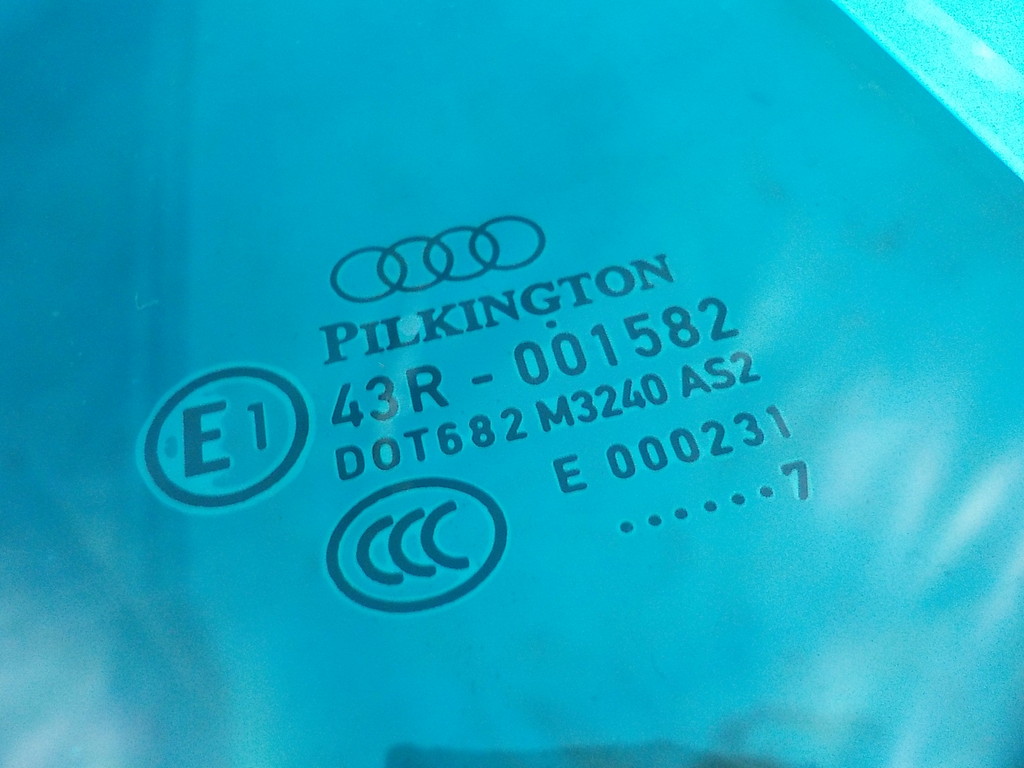 PILKINGTON
43R - 001582
E1
DOT682 M3240 AS2
E 000231
CCC
......7